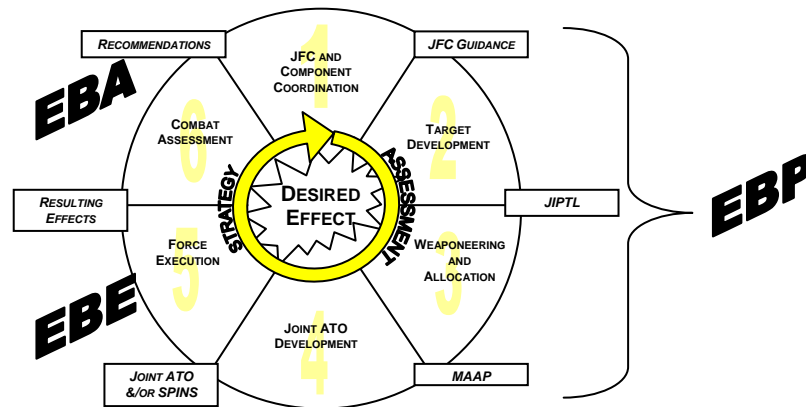 RECOMMENDATIONS
JFC AND
COMPONENT
COORDINATION
1
JFC GUIDANCE
EBA
COMBAT
ASSESSMENT
6
TARGET
DEVELOPMENT
2
STRATEGY
DESIRED
EFFECT
ASSESSMENT
RESULTING
EFFECTS
JIPTL
EBP
FORCE
EXECUTION
5
WEAPONEERING
AND
ALLOCATION
3
EBE
JOINT ATO
DEVELOPMENT
4
JOINT ATO
&/OR SPINS
MAAP